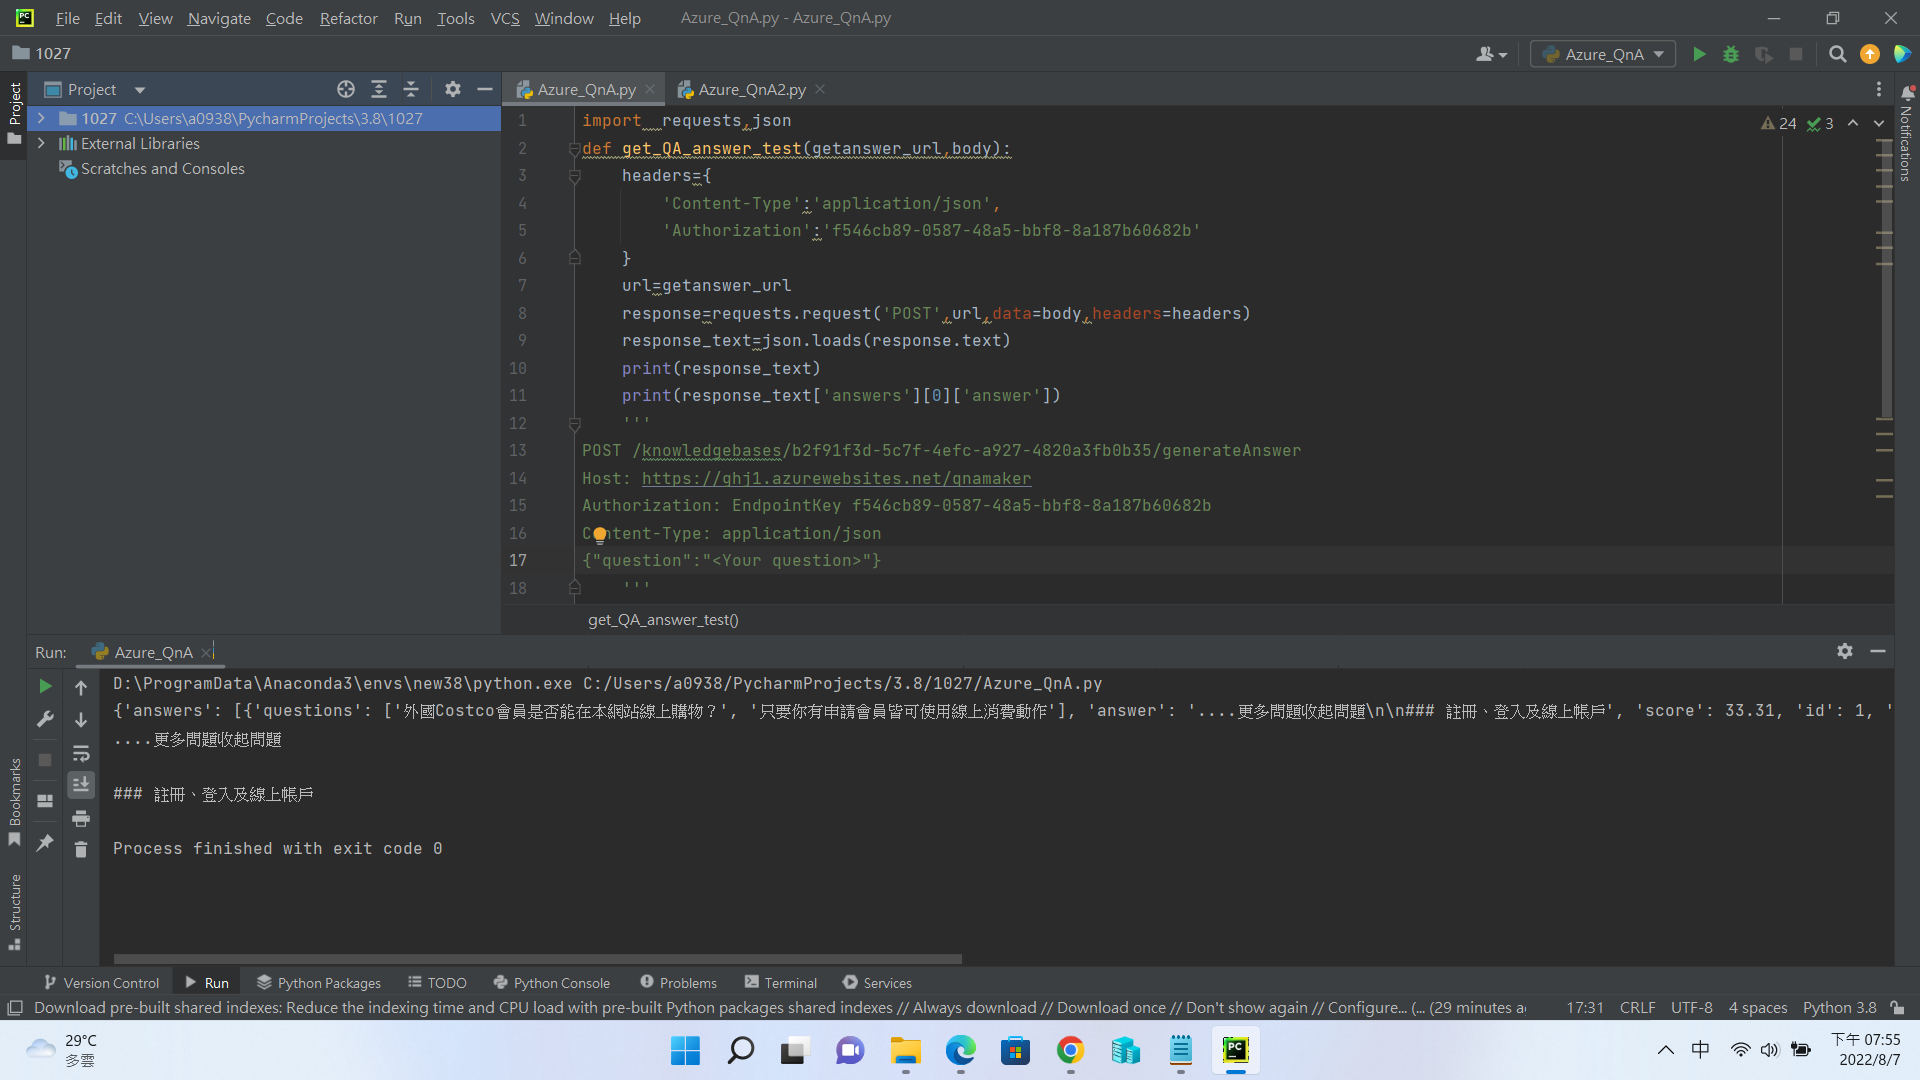 File Edit View Navigate Code Refactor Run Tools VCS Window Help Azure_QnA.py - Azure_QnA.py
1027
Azure_QnA
Project
Project
1027 C:\Users\a0938\PycharmProjects\3.8\1027
External Libraries
Scratches and Consoles
Azure_QnA.py Azure_QnA2.py
24 3
Notifications
1 import  requests,json
2 def get_QA_answer_test(getanswer_url,body):
3 headers={
4 'Content-Type':'application/json',
5 'Authorization':'f546cb89-0587-48a5-bbf8-8a187b60682b'
6 }
7 url=getanswer_url
8 response=requests.request('POST',url,data=body,headers=headers)
9 response_text=json.loads(response.text)
10 print(response_text)
11 print(response_text['answers'][0]['answer'])
12 '''
13 POST /knowledgebases/b2f91f3d-5c7f-4efc-a927-4820a3fb0b35/generateAnswer
14 Host: https://ghj1.azurewebsites.net/qnamaker
15 Authorization: EndpointKey f546cb89-0587-48a5-bbf8-8a187b60682b
16 Content-Type: application/json
17 {"question":"<Your question>"}
18 '''
get_QA_answer_test()
Run: Azure_QnA
D:\ProgramData\Anaconda3\envs\new38\python.exe C:/Users/a0938/PycharmProjects/3.8/1027/Azure_QnA.py
{'answers': [{'questions': ['外國Costco會員是否能在本網站線上購物？', '只要你有申請會員皆可使用線上消費動作'], 'answer': '....更多問題收起問題\n\n### 註冊、登入及線上帳戶', 'score': 33.31, 'id': 1, '
....更多問題收起問題
### 註冊、登入及線上帳戶
Process finished with exit code 0
Bookmarks
Structure
Version Control Run Python Packages TODO Python Console Problems Terminal Services
Download pre-built shared indexes: Reduce the indexing time and CPU load with pre-built Python packages shared indexes // Always download // Download once // Don't show again // Configure... (... (29 minutes a 17:31 CRLF UTF-8 4 spaces Python 3.8
29°C
多雲
中
下午 07:55
2022/8/7